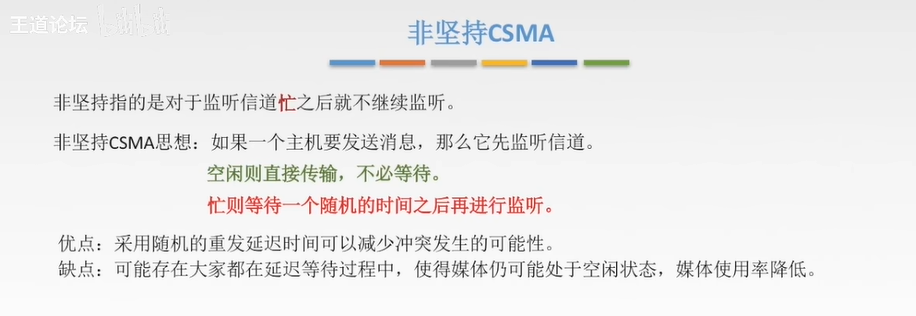 王道论坛
非坚持CSMA
非坚持指的是对于监听信道忙之后就不继续监听。
非坚持CSMA思想：如果一个主机要发送消息，那么它先监听信道。
空闲则直接传输，不必等待。
忙则等待一个随机的时间之后再进行监听。
优点：采用随机的重发延迟时间可以减少冲突发生的可能性。
缺点：可能存在大家都在延迟等待过程中，使得媒体仍可能处于空闲状态，媒体使用率降低。